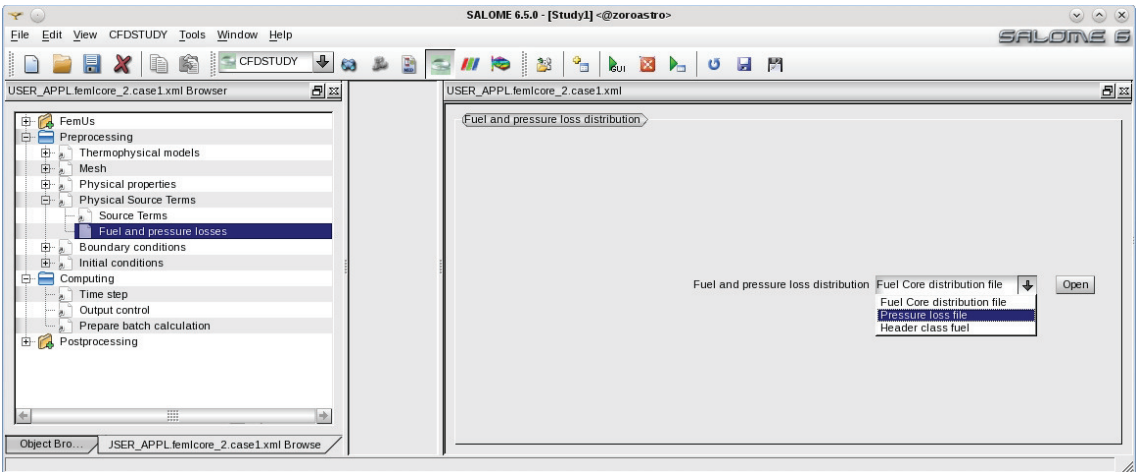 SALOME 6.5.0 - [Study1] <@zoroastro>
File Edit View CFDSTUDY Tools Window Help
SALOME 6
CFDSTUDY
GUI
USER_APPL.femlcore_2.case1.xml Browser
USER_APPL.femlcore_2.case1.xml
FemUs
Preprocessing
Thermophysical models
Mesh
Physical properties
Physical Source Terms
Source Terms
Fuel and pressure losses
Boundary conditions
Initial conditions
Computing
Time step
Output control
Prepare batch calculation
Postprocessing
Object Bro...
JSER_APPL.femlcore_2.case1.xml Browse
Fuel and pressure loss distribution
Fuel and pressure loss distribution Fuel Core distribution file Open
Fuel Core distribution file
Pressure loss file
Header class fuel